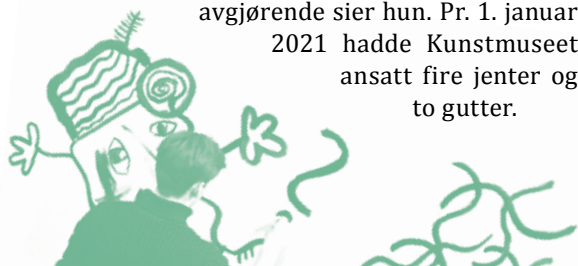 avgjørende sier hun. Pr. 1. januar
2021 hadde Kunstmuseet
ansatt fire jenter og
to gutter.